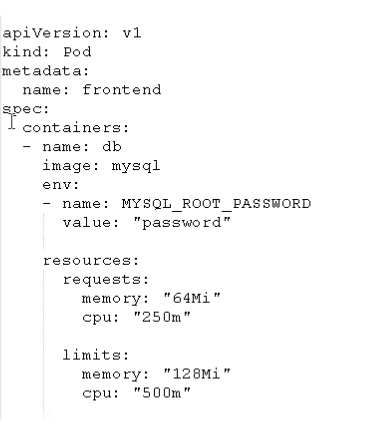 apiVersion: v1
kind: Pod
metadata:
  name: frontend
spec:
  containers:
  - name: db
    image: mysql
    env:
    - name: MYSQL_ROOT_PASSWORD
      value: "password"

    resources:
      requests:
        memory: "64Mi"
        cpu: "250m"

      limits:
        memory: "128Mi"
        cpu: "500m"